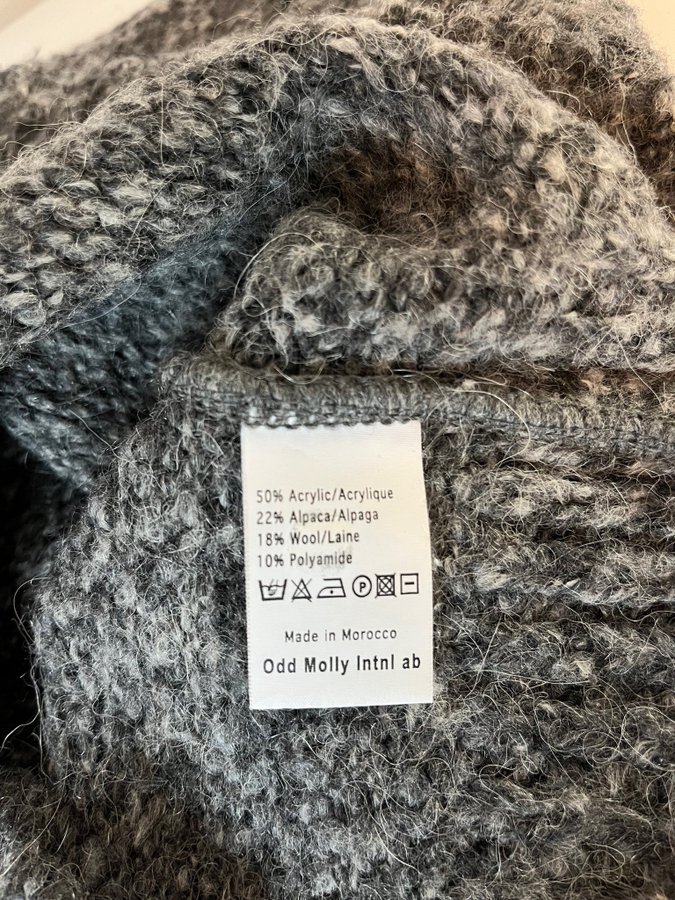 50% Acrylic/Acrylique
22% Alpaca/Alpaga
18% Wool/Laine
10% Polyamide
P
Made in Morocco
Odd Molly Intnl ab